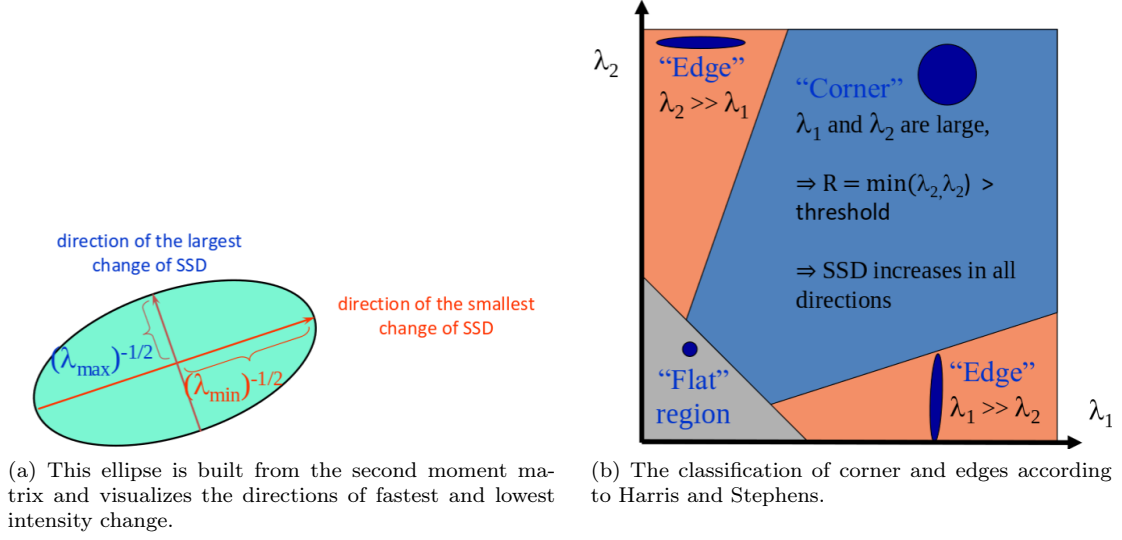 direction of the largest
change of SSD
direction of the smallest
change of SSD
(λmax)-1/2
(λmin)-1/2
(a) This ellipse is built from the second moment ma-
trix and visualizes the directions of fastest and lowest
intensity change.
λ2
“Edge”
λ2 >> λ1
“Corner”
λ1 and λ2 are large,
⇒ R = min(λ2,λ2) >
threshold
⇒ SSD increases in all
directions
“Flat”
region
“Edge”
λ1 >> λ2
λ1
(b) The classification of corner and edges according
to Harris and Stephens.